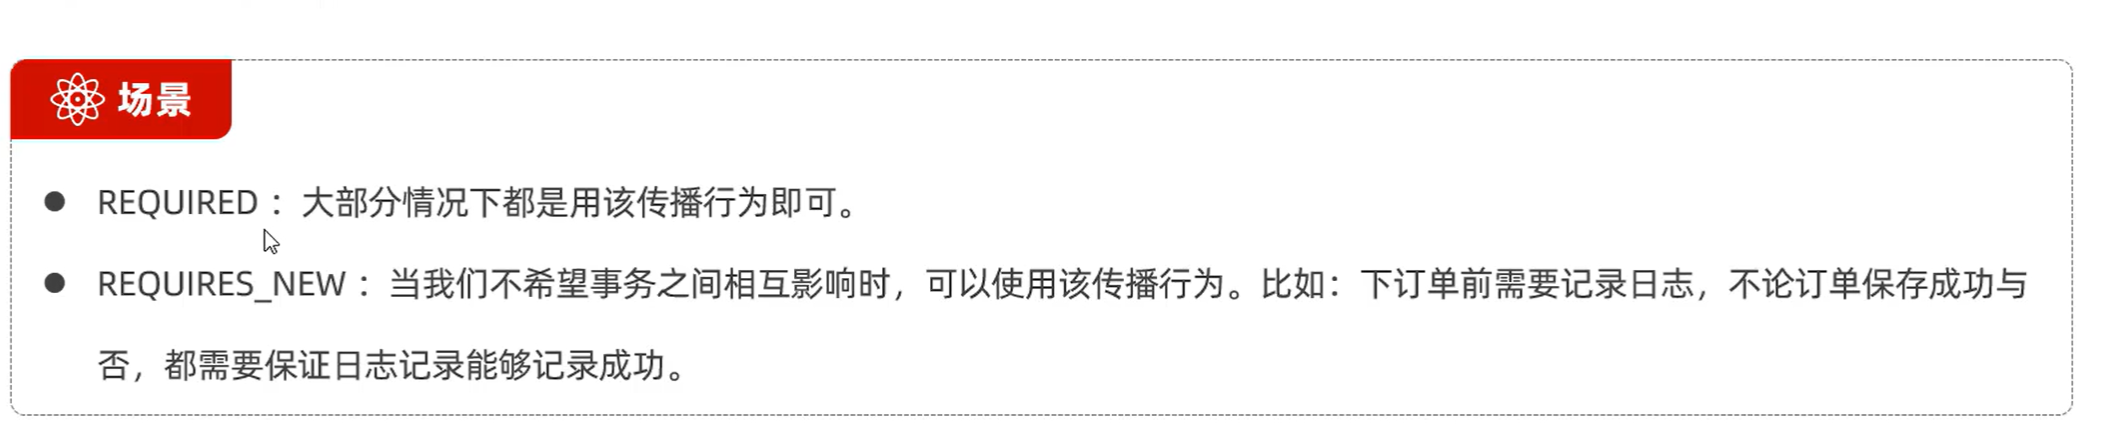 场景
● REQUIRED ：大部分情况下都是用该传播行为即可。
● REQUIRES_NEW ：当我们不希望事务之间相互影响时，可以使用该传播行为。比如：下订单前需要记录日志，不论订单保存成功与
否，都需要保证日志记录能够记录成功。